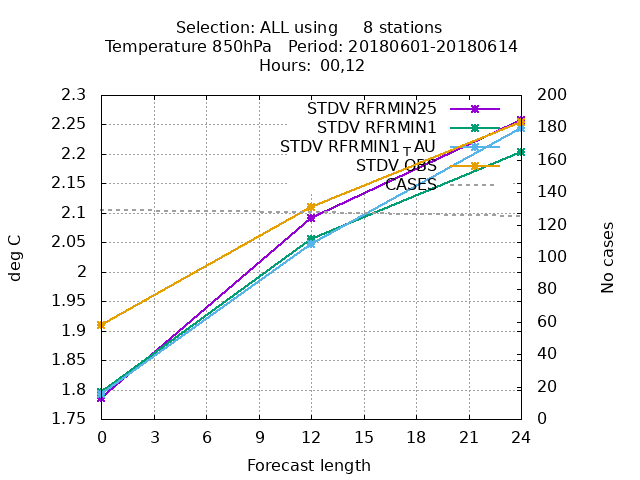 Selection: ALL using     8 stations
Temperature 850hPa   Period: 20180601-20180614
Hours: 00,12
2.3
2.25
2.2
2.15
2.1
2.05
2
1.95
1.9
1.85
1.8
1.75
deg C
STDV RFRMIN25
STDV RFRMIN1
STDV RFRMIN1_AU
STDV OBS
CASES
200
180
160
140
120
100
80
60
40
20
0
No cases
0 3 6 9 12 15 18 21 24
Forecast length